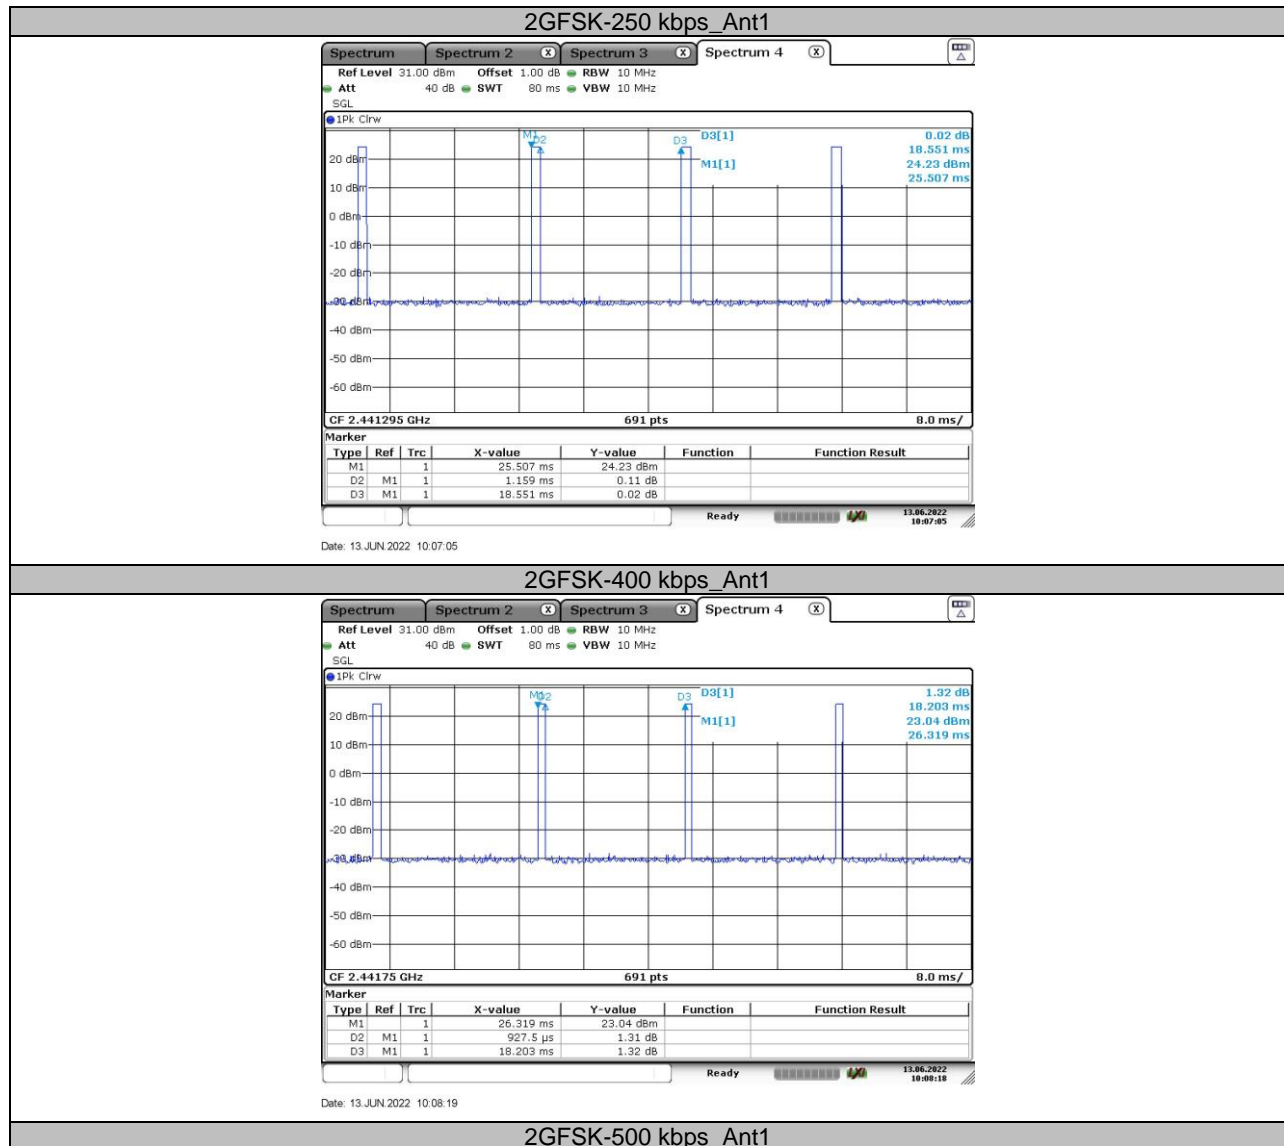 2GFSK-250 kbps_Ant1
Spectrum Spectrum 2 X Spectrum 3 X Spectrum 4 X
Ref Level 31.00 dBm Offset 1.00 dB RBW 10 MHz
Att 40 dB SWT 80 ms VBW 10 MHz
SGL
1Pk Clrw
M1 D2 D3 D3[1] 0.02 dB
18.551 ms
20 dBm M1[1] 24.23 dBm
25.507 ms
10 dBm
0 dBm
-10 dBm
-20 dBm
-30 dBm
-40 dBm
-50 dBm
-60 dBm
CF 2.441295 GHz 691 pts 8.0 ms/
Marker
Type Ref Trc X-value Y-value Function Function Result
M1 1 25.507 ms 24.23 dBm
D2 M1 1 1.159 ms 0.11 dB
D3 M1 1 18.551 ms 0.02 dB
Ready 13.06.2022
10:07:05
Date: 13.JUN.2022 10:07:05
2GFSK-400 kbps_Ant1
Spectrum Spectrum 2 X Spectrum 3 X Spectrum 4 X
Ref Level 31.00 dBm Offset 1.00 dB RBW 10 MHz
Att 40 dB SWT 80 ms VBW 10 MHz
SGL
1Pk Clrw
M1 D2 D3 D3[1] 1.32 dB
18.203 ms
20 dBm M1[1] 23.04 dBm
26.319 ms
10 dBm
0 dBm
-10 dBm
-20 dBm
-30 dBm
-40 dBm
-50 dBm
-60 dBm
CF 2.44175 GHz 691 pts 8.0 ms/
Marker
Type Ref Trc X-value Y-value Function Function Result
M1 1 26.319 ms 23.04 dBm
D2 M1 1 927.5 µs 1.31 dB
D3 M1 1 18.203 ms 1.32 dB
Ready 13.06.2022
10:08:18
Date: 13.JUN.2022 10:08:19
2GFSK-500 kbps_Ant1